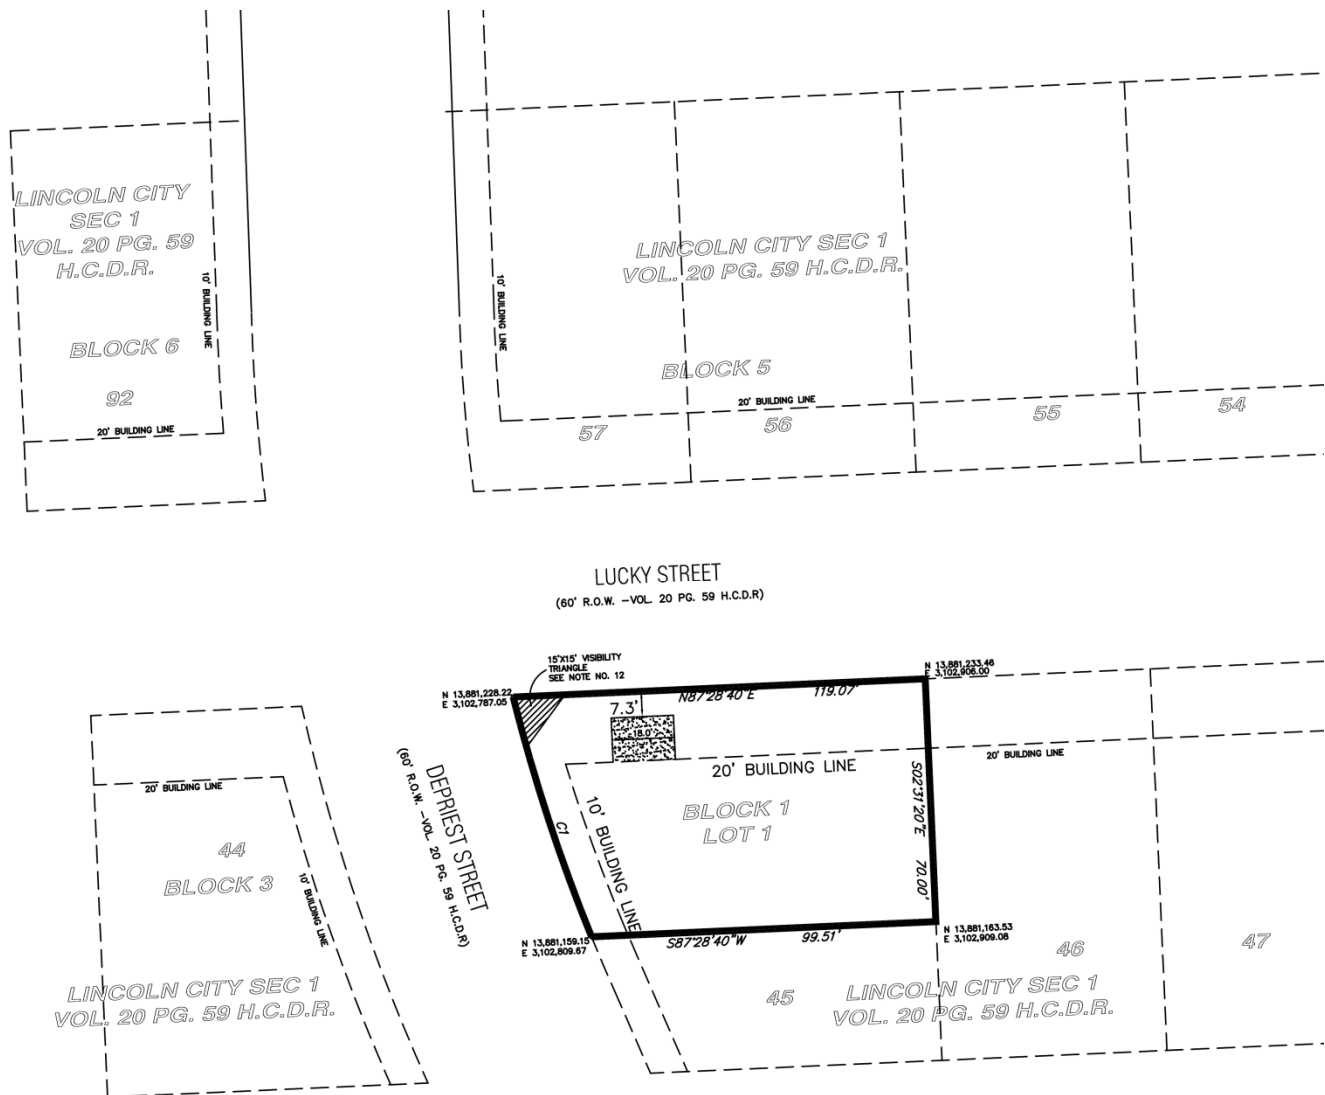 LINCOLN CITY
SEC 1
VOL. 20 PG. 59
H.C.D.R.
10' BUILDING LINE
BLOCK 6
92
20' BUILDING LINE
LINCOLN CITY SEC 1
VOL. 20 PG. 59 H.C.D.R.
10' BUILDING LINE
BLOCK 5
20' BUILDING LINE
57
56
55
54
LUCKY STREET
(60' R.O.W. -VOL. 20 PG. 59 H.C.D.R)
15'X15' VISIBILITY
TRIANGLE
SEE NOTE NO. 12
N 13,881,228.22
E 3,102,787.05
N 13,881,233.46
E 3,102,906.00
N87°28'40"E 119.07'
7.3'
18.0'
20' BUILDING LINE
20' BUILDING LINE
BLOCK 1
LOT 1
S02°31'20"E 70.00'
C1
10' BUILDING LINE
DEPRIEST STREET
(60' R.O.W. -VOL. 20 PG. 59 H.C.D.R)
20' BUILDING LINE
44
BLOCK 3
10' BUILDING LINE
N 13,881,159.15
E 3,102,809.67
S87°28'40"W 99.51'
N 13,881,163.53
E 3,102,909.08
LINCOLN CITY SEC 1
VOL. 20 PG. 59 H.C.D.R.
45
46
47
LINCOLN CITY SEC 1
VOL. 20 PG. 59 H.C.D.R.